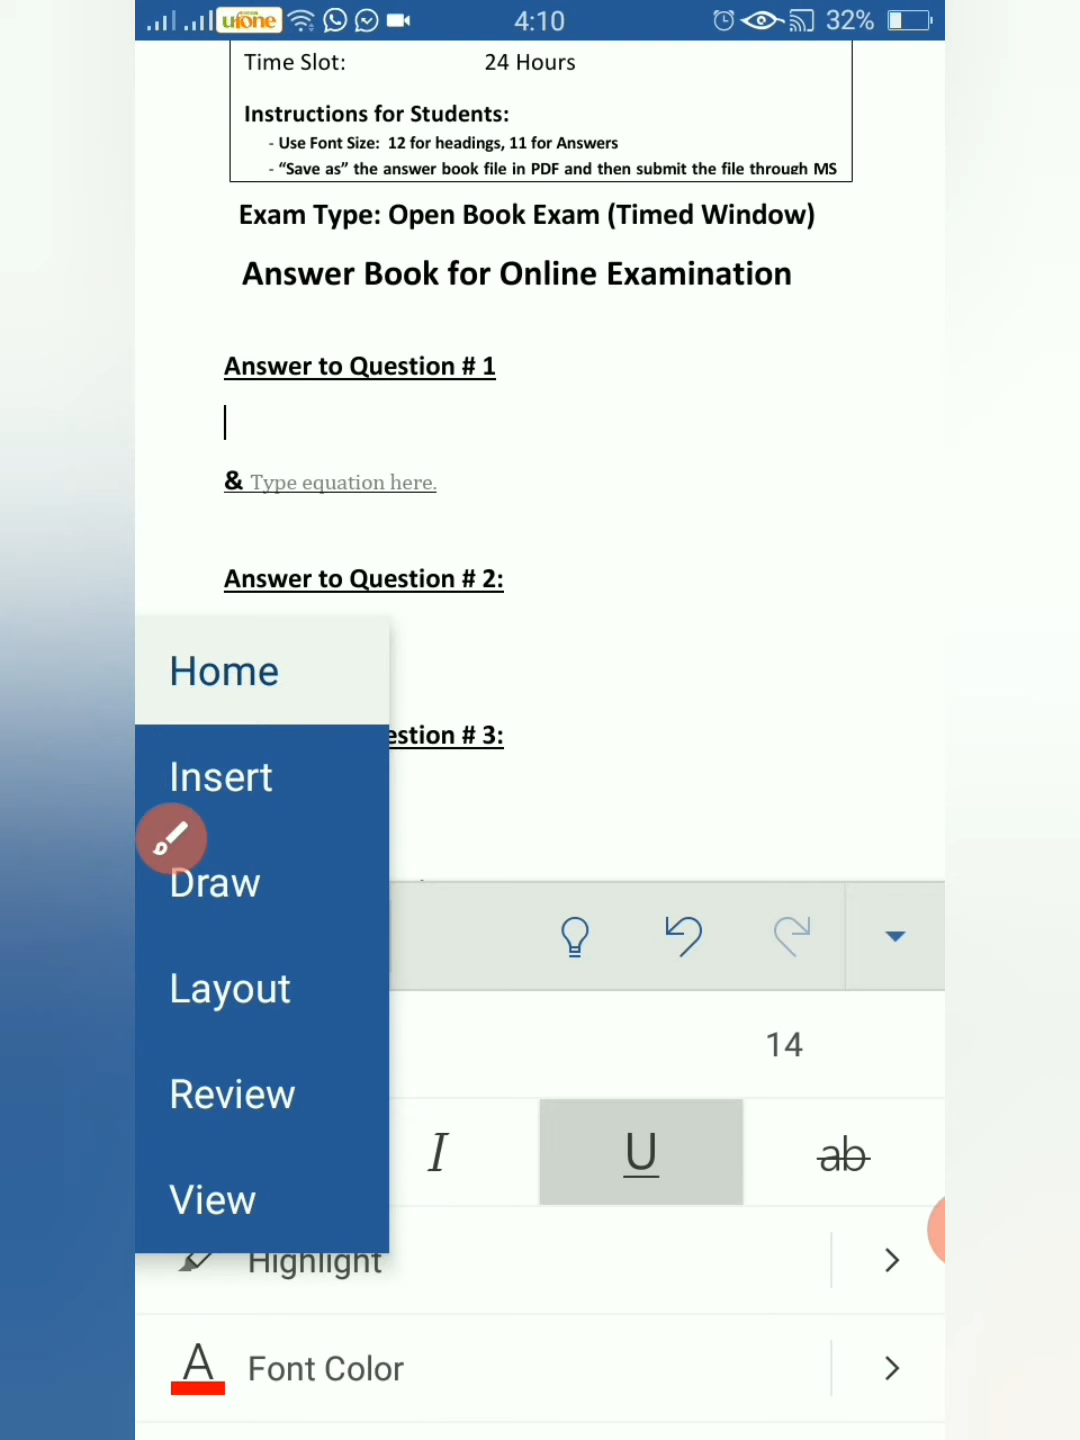 ufone 4:10 32%
Time Slot: 24 Hours
Instructions for Students:
- Use Font Size: 12 for headings, 11 for Answers
- “Save as” the answer book file in PDF and then submit the file through MS
Exam Type: Open Book Exam (Timed Window)
Answer Book for Online Examination
Answer to Question # 1
& Type equation here.
Answer to Question # 2:
Home
estion # 3:
Insert
Draw
Layout
14
Review
I U ab
View
Highlight
A Font Color